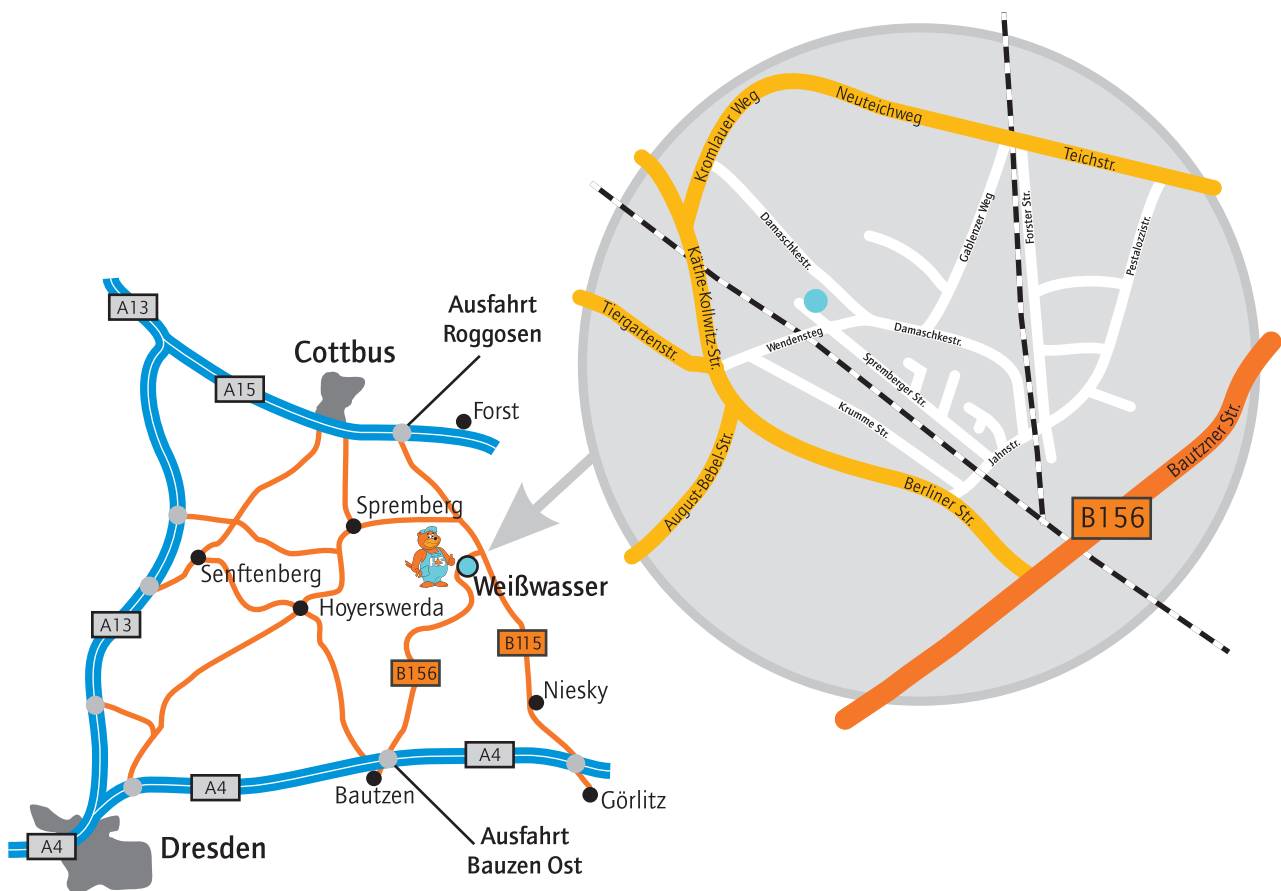 A13
A15
Cottbus
Ausfahrt
Roggosen
Forst
Spremberg
Senftenberg
Hoyerswerda
Weißwasser
A13
B115
B156
Niesky
A4
A4
Bautzen
Görlitz
A4
Dresden
Ausfahrt
Bauzen Ost
Kromlauer Weg
Neuteichweg
Teichstr.
Damaschkestr.
Gablenzer Weg
Forster Str.
Pestalozzistr.
Käthe-Kollwitz-Str.
Tiergartenstr.
Wendensteg
Damaschkestr.
Spremberger Str.
Krumme Str.
Jahnstr.
August-Bebel-Str.
Berliner Str.
Bautzner Str.
B156